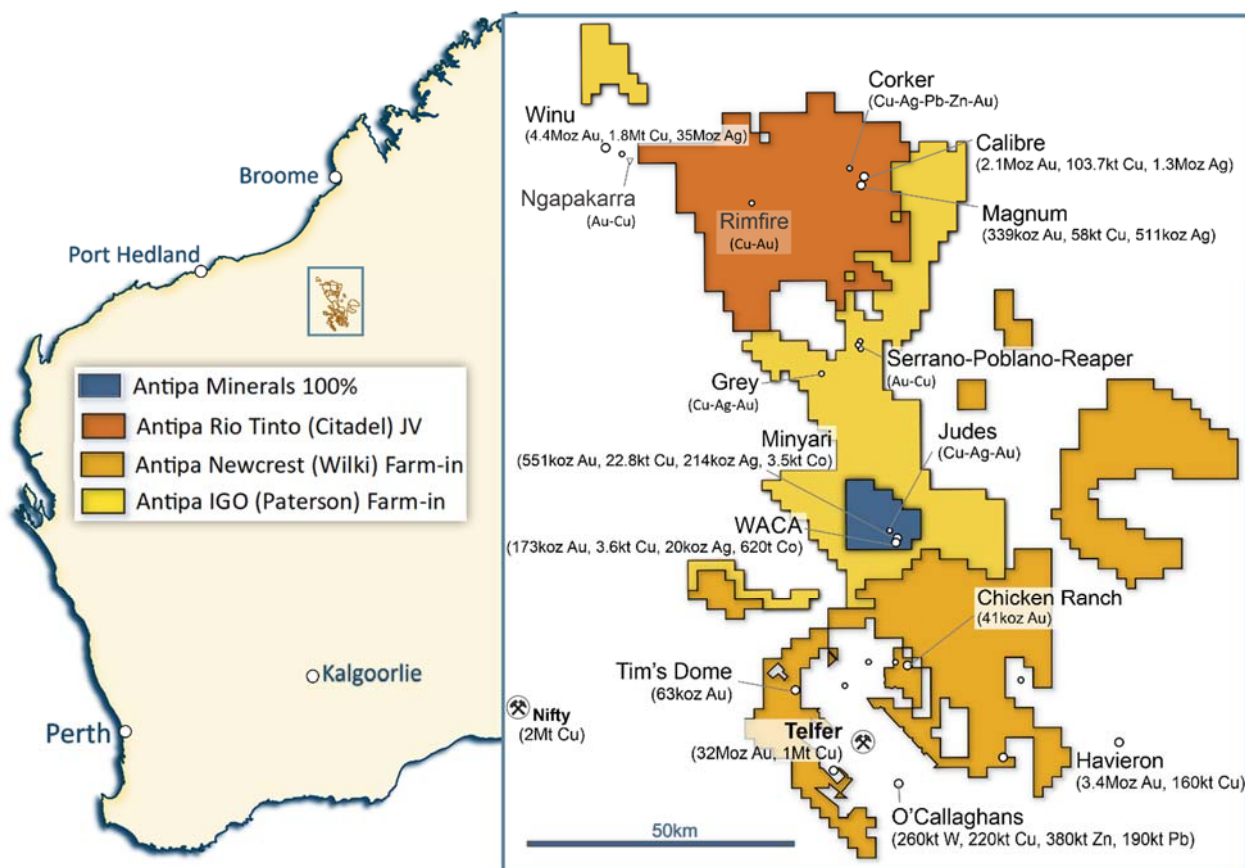 Broome
Port Hedland
Kalgoorlie
Perth
Antipa Minerals 100%
Antipa Rio Tinto (Citadel) JV
Antipa Newcrest (Wilki) Farm-in
Antipa IGO (Paterson) Farm-in
Corker
(Cu-Ag-Pb-Zn-Au)
Winu
(4.4Moz Au, 1.8Mt Cu, 35Moz Ag)
Calibre
(2.1Moz Au, 103.7kt Cu, 1.3Moz Ag)
Ngapakarra
(Au-Cu)
Rimfire
(Cu-Au)
Magnum
(339koz Au, 58kt Cu, 511koz Ag)
Serrano-Poblano-Reaper
(Au-Cu)
Grey
(Cu-Ag-Au)
Minyari
(551koz Au, 22.8kt Cu, 214koz Ag, 3.5kt Co)
Judes
(Cu-Ag-Au)
WACA
(173koz Au, 3.6kt Cu, 20koz Ag, 620t Co)
Chicken Ranch
(41koz Au)
Tim's Dome
(63koz Au)
Nifty
(2Mt Cu)
Telfer
(32Moz Au, 1Mt Cu)
Havieron
(3.4Moz Au, 160kt Cu)
O'Callaghans
(260kt W, 220kt Cu, 380kt Zn, 190kt Pb)
50km